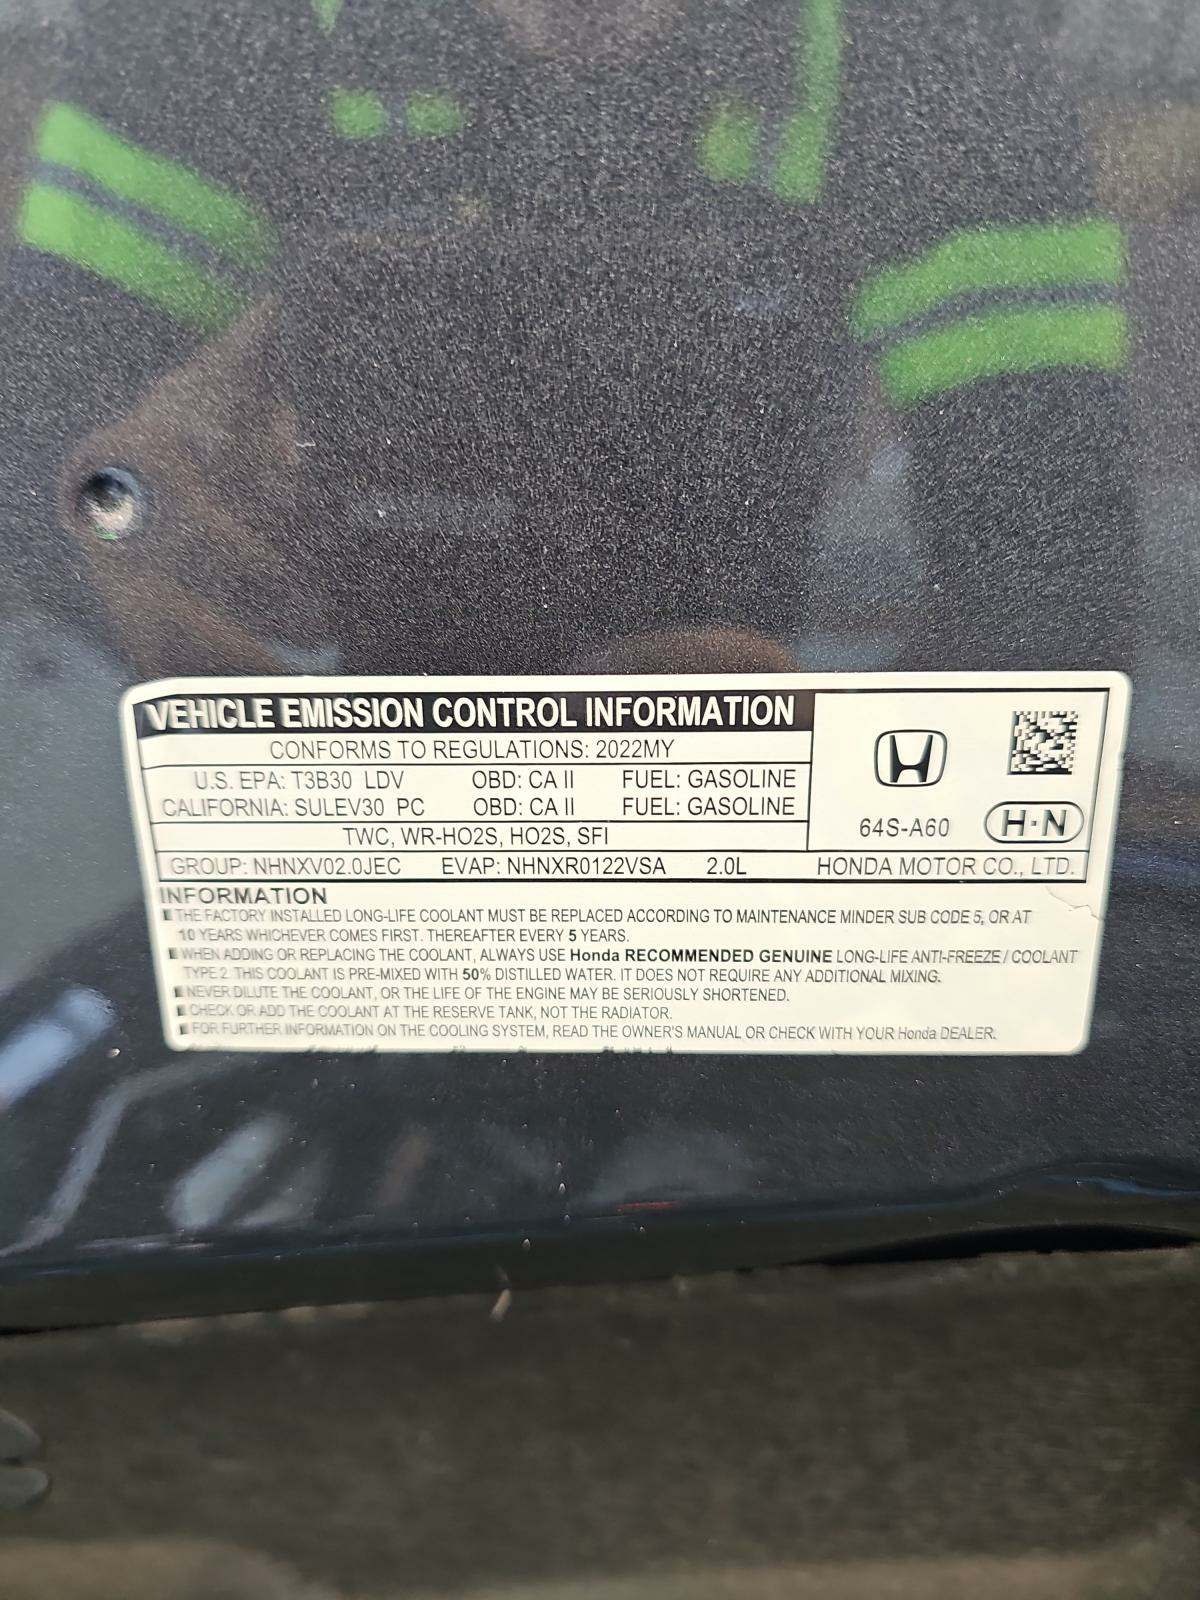 VEHICLE EMISSION CONTROL INFORMATION
CONFORMS TO REGULATIONS: 2022MY
U.S. EPA: T3B30 LDV OBD: CA II FUEL: GASOLINE
CALIFORNIA: SULEV30 PC OBD: CA II FUEL: GASOLINE
TWC, WR-HO2S, HO2S, SFI
64S-A60 H·N
GROUP: NHNXV02.0JEC EVAP: NHNXR0122VSA 2.0L HONDA MOTOR CO., LTD.
INFORMATION
THE FACTORY INSTALLED LONG-LIFE COOLANT MUST BE REPLACED ACCORDING TO MAINTENANCE MINDER SUB CODE 5, OR AT
10 YEARS WHICHEVER COMES FIRST. THEREAFTER EVERY 5 YEARS.
WHEN ADDING OR REPLACING THE COOLANT, ALWAYS USE Honda RECOMMENDED GENUINE LONG-LIFE ANTI-FREEZE / COOLANT
TYPE 2. THIS COOLANT IS PRE-MIXED WITH 50% DISTILLED WATER. IT DOES NOT REQUIRE ANY ADDITIONAL MIXING.
NEVER DILUTE THE COOLANT, OR THE LIFE OF THE ENGINE MAY BE SERIOUSLY SHORTENED.
CHECK OR ADD THE COOLANT AT THE RESERVE TANK, NOT THE RADIATOR.
FOR FURTHER INFORMATION ON THE COOLING SYSTEM, READ THE OWNER'S MANUAL OR CHECK WITH YOUR Honda DEALER.